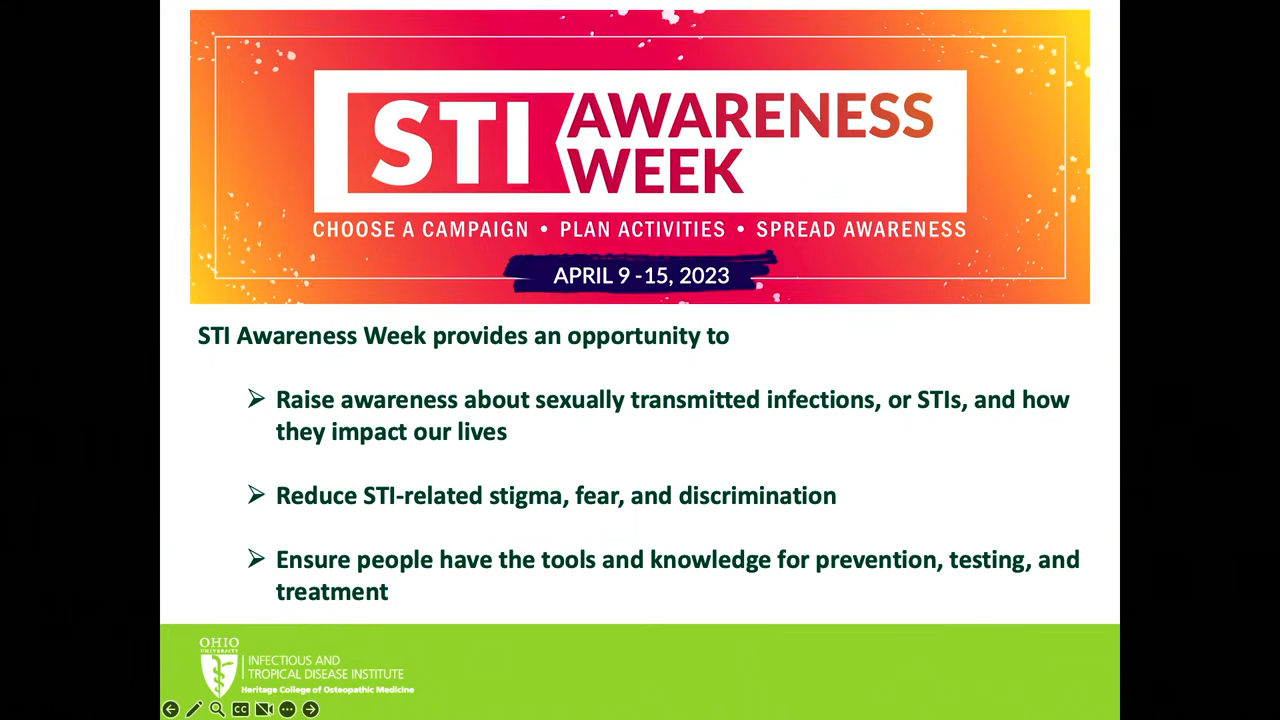 STI AWARENESS
WEEK
CHOOSE A CAMPAIGN • PLAN ACTIVITIES • SPREAD AWARENESS
APRIL 9 -15, 2023
STI Awareness Week provides an opportunity to
➢ Raise awareness about sexually transmitted infections, or STIs, and how
they impact our lives
➢ Reduce STI-related stigma, fear, and discrimination
➢ Ensure people have the tools and knowledge for prevention, testing, and
treatment
OHIO
UNIVERSITY
INFECTIOUS AND
TROPICAL DISEASE INSTITUTE
Heritage College of Osteopathic Medicine
CC